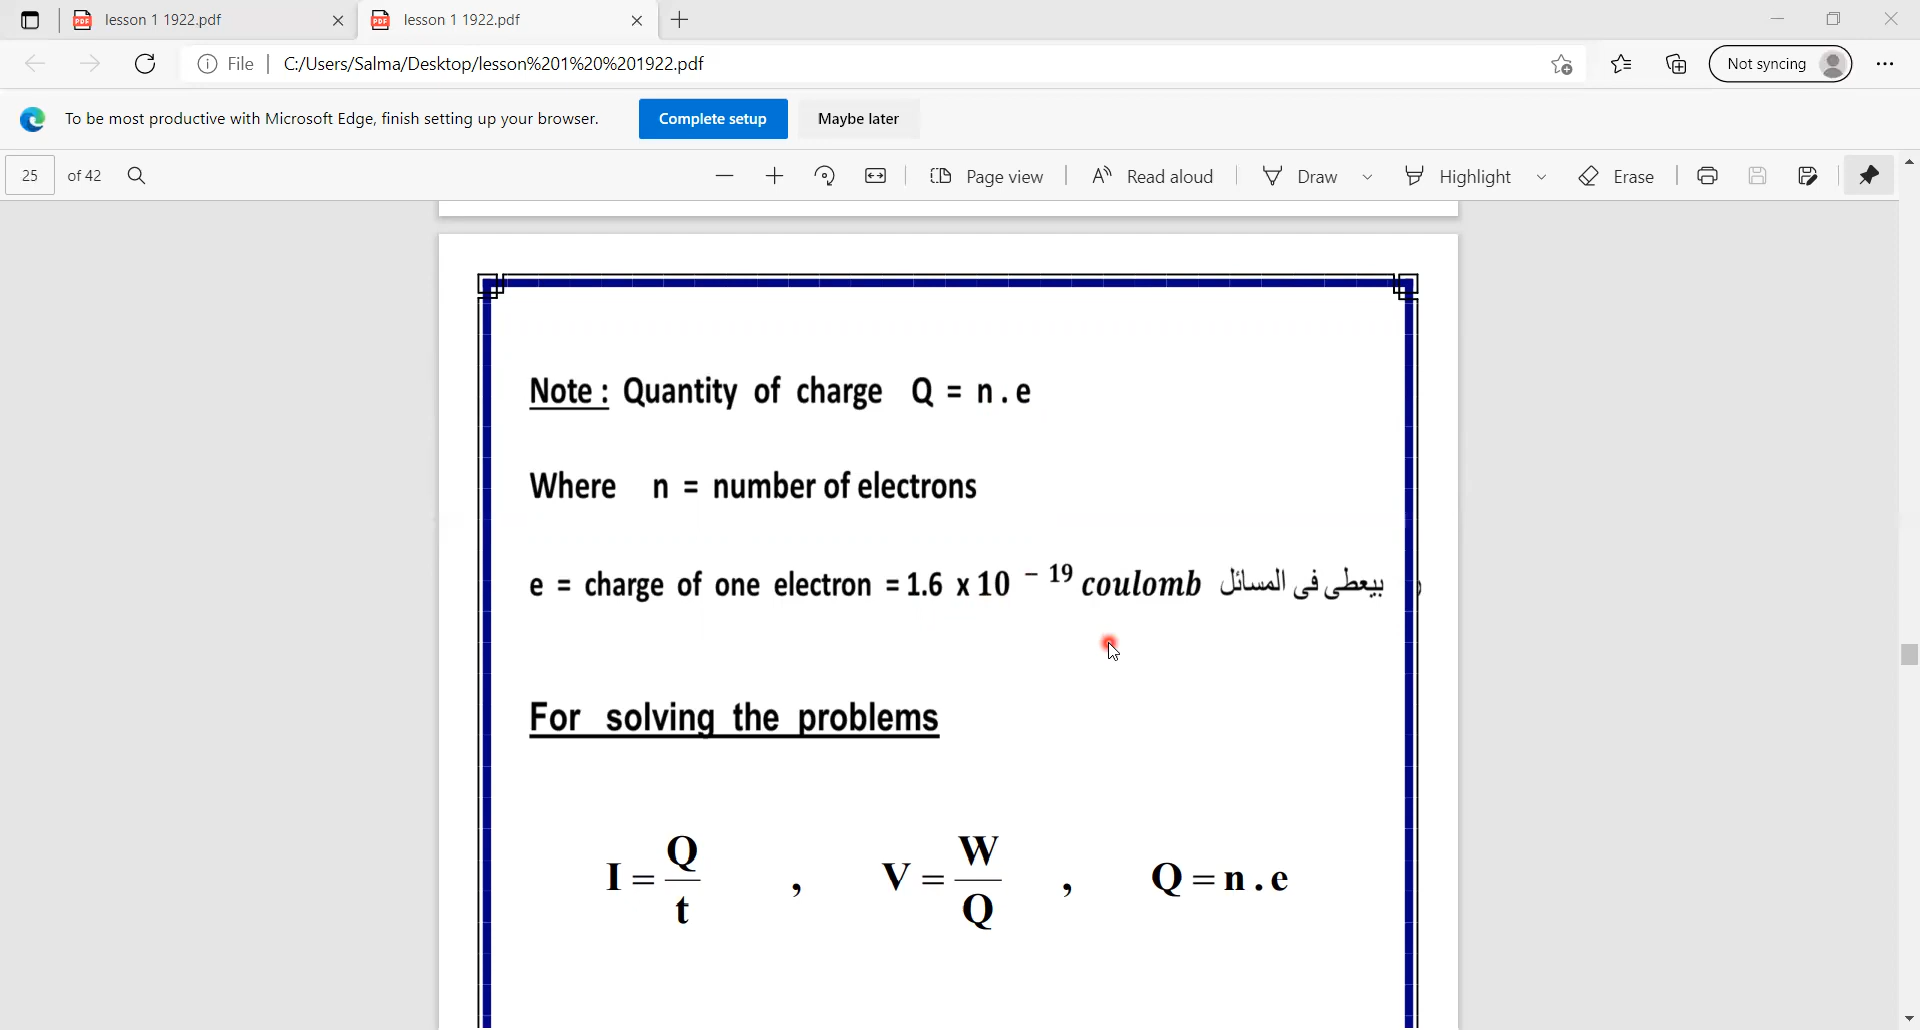 lesson 1 1922.pdf
lesson 1 1922.pdf
File C:/Users/Salma/Desktop/lesson%201%20%201922.pdf Not syncing
To be most productive with Microsoft Edge, finish setting up your browser. Complete setup Maybe later
25 of 42 Page view Read aloud Draw Highlight Erase
Note : Quantity of charge Q = n . e
Where n = number of electrons
e = charge of one electron = 1.6 x 10 ⁻ ¹⁹ coulomb بيعطى فى المسائل
For solving the problems
I = Q/t , V = W/Q , Q = n . e